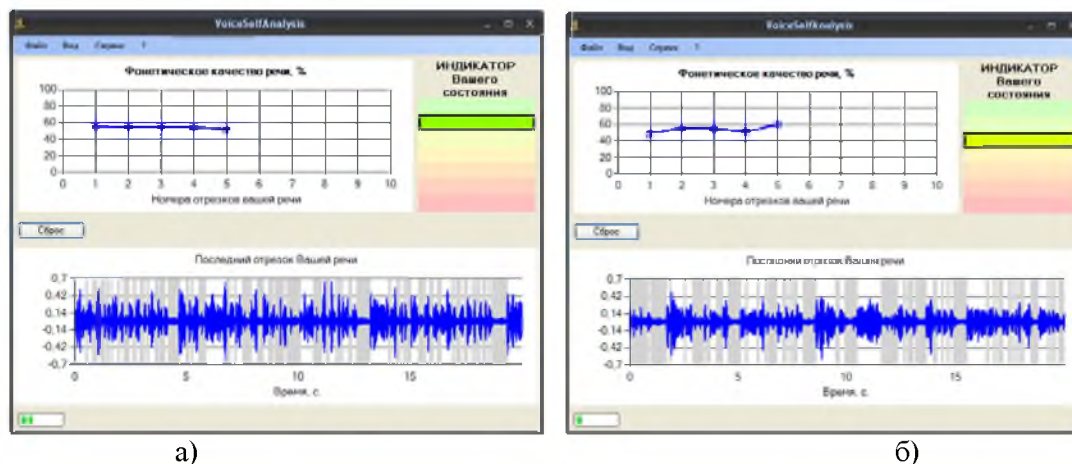 VoiceSelfAnalysis
Файл Вид Сервис ?
Фонетическое качество речи, %
100
80
60
40
20
0
0 1 2 3 4 5 6 7 8 9 10
Номера отрезков вашей речи
ИНДИКАТОР
Вашего
состояния
Сброс
Последний отрезок Вашей речи
0,7
0,42
0,14
-0,14
-0,42
-0,7
0 5 10 15
Время, с.
а)
VoiceSelfAnalysis
Файл Вид Сервис ?
Фонетическое качество речи, %
100
80
60
40
20
0
0 1 2 3 4 5 6 7 8 9 10
Номера отрезков вашей речи
ИНДИКАТОР
Вашего
состояния
Сброс
Последний отрезок Вашей речи
0,7
0,42
0,14
-0,14
-0,42
-0,7
0 5 10 15
Время, с.
б)